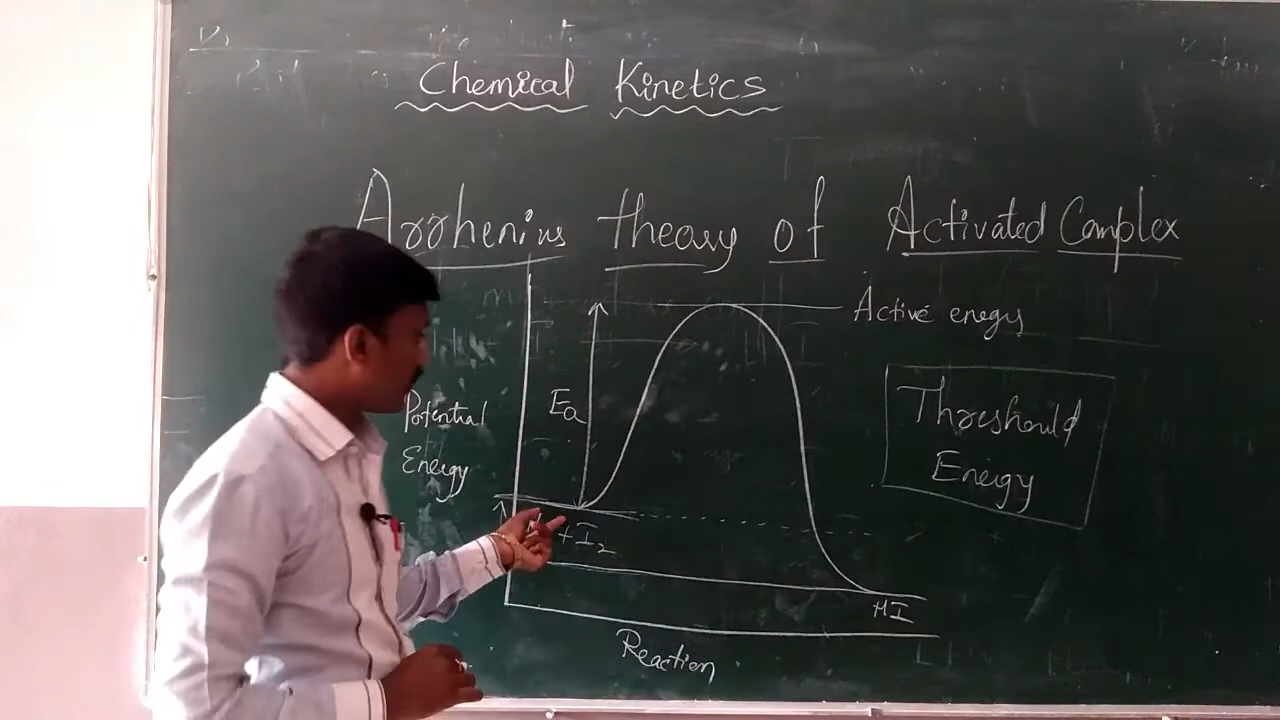 Chemical Kinetics
Arrhenius theory of Activated Complex
Active energy
Ea
Potential
Energy
Threshould
Energy
+ I2
HI
Reaction